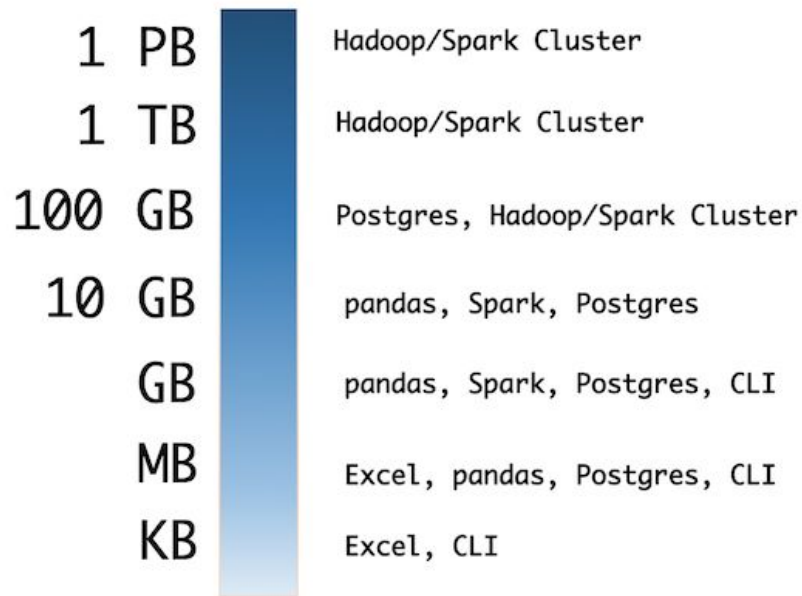 1 PB Hadoop/Spark Cluster
1 TB Hadoop/Spark Cluster
100 GB Postgres, Hadoop/Spark Cluster
10 GB pandas, Spark, Postgres
GB pandas, Spark, Postgres, CLI
MB Excel, pandas, Postgres, CLI
KB Excel, CLI